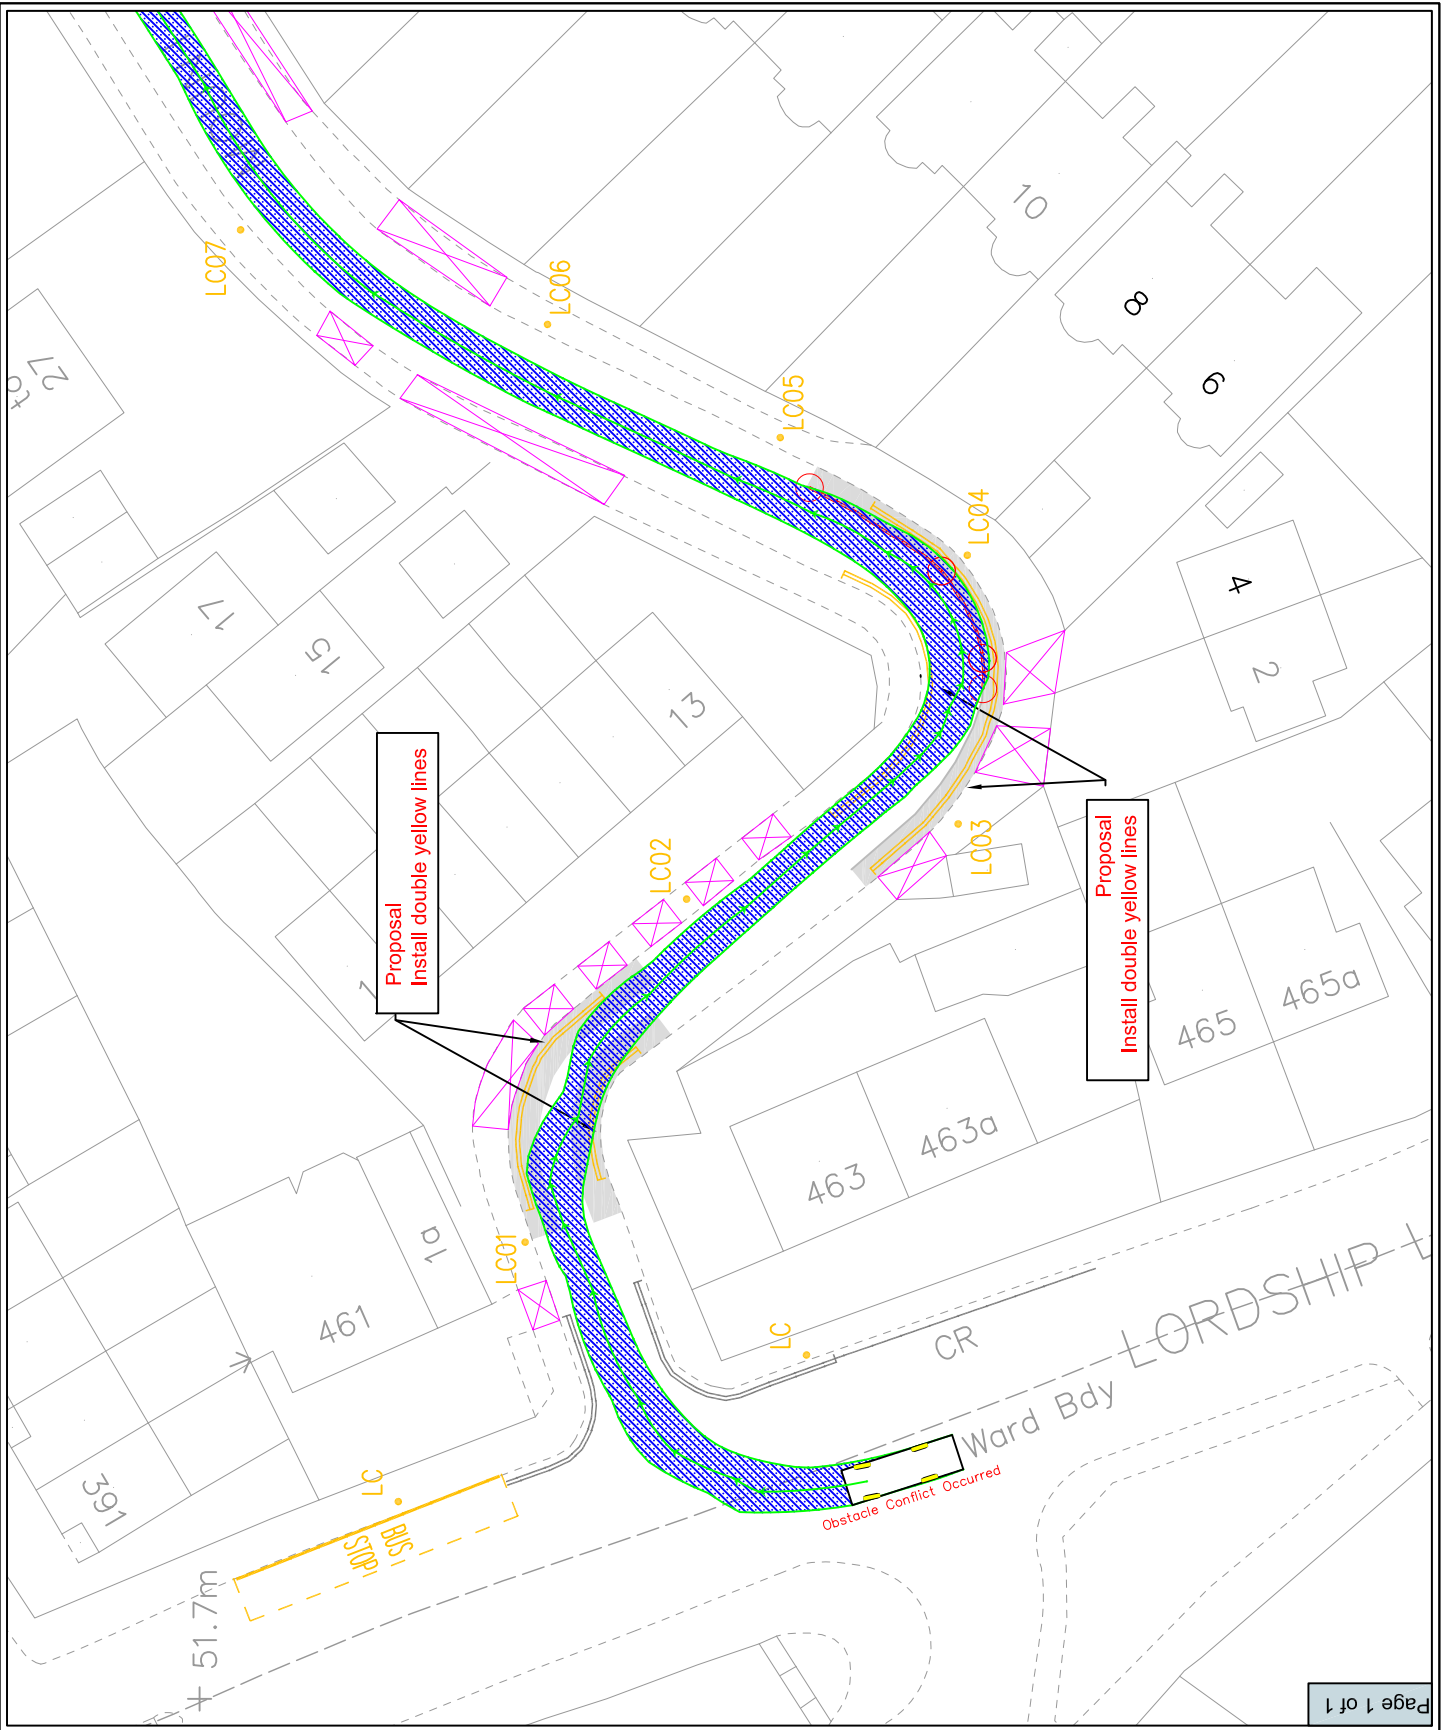 LC07
LC06
LC05
LC04
10
8
6
4
2
27
17
15
13
LC02
LC03
Proposal
Install double yellow lines
Proposal
Install double yellow lines
465a
465
463a
463
1a
461
LC01
LC
CR
LORDSHIP L
Ward Bdy
Obstacle Conflict Occurred
391
LC
BUS
STOP
51.7m
Page 1 of 1